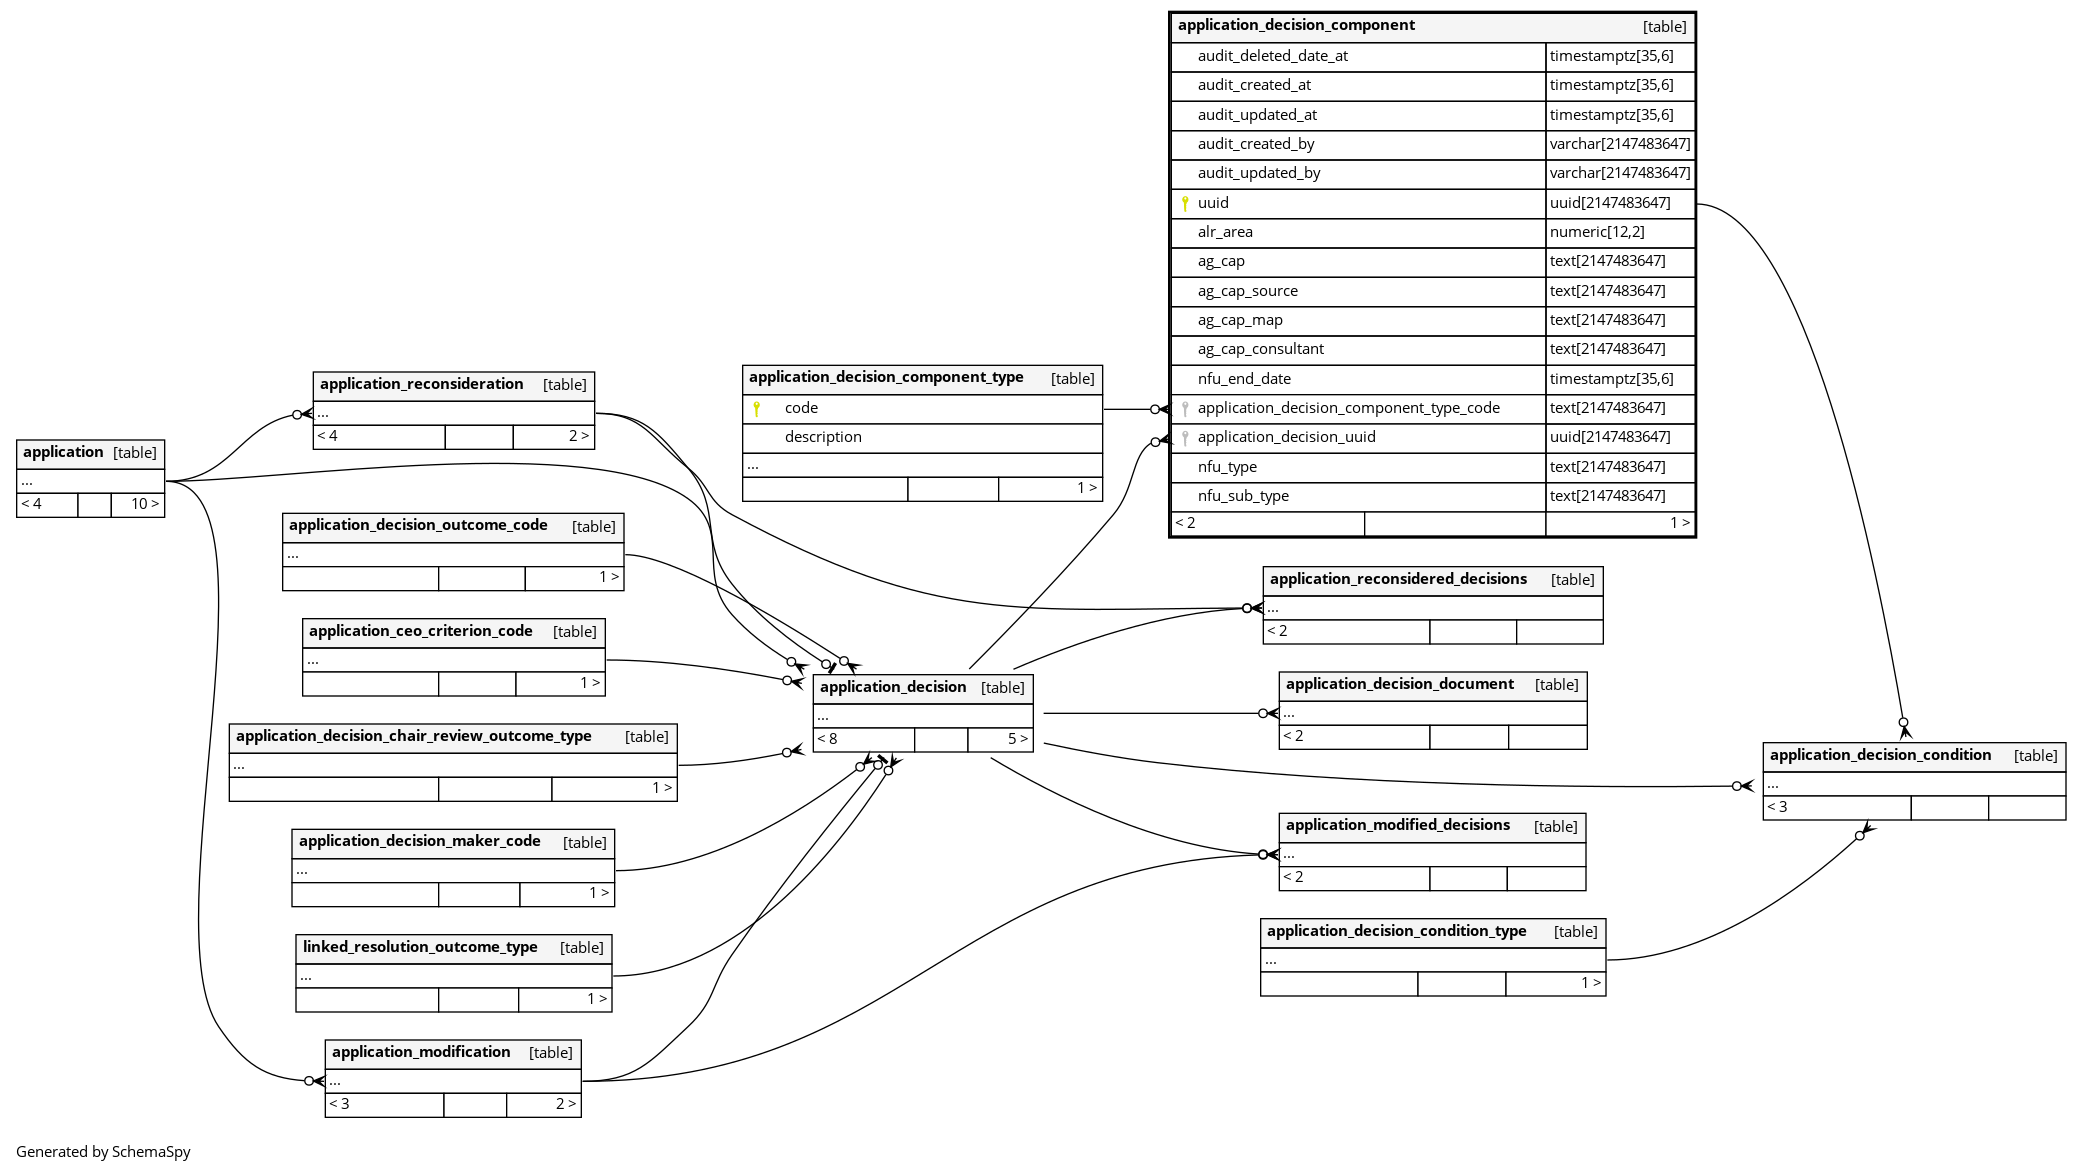 application_decision_component [table]
audit_deleted_date_at timestamptz[35,6]
audit_created_at timestamptz[35,6]
audit_updated_at timestamptz[35,6]
audit_created_by varchar[2147483647]
audit_updated_by varchar[2147483647]
uuid uuid[2147483647]
alr_area numeric[12,2]
ag_cap text[2147483647]
ag_cap_source text[2147483647]
ag_cap_map text[2147483647]
ag_cap_consultant text[2147483647]
nfu_end_date timestamptz[35,6]
application_decision_component_type_code text[2147483647]
application_decision_uuid uuid[2147483647]
nfu_type text[2147483647]
nfu_sub_type text[2147483647]
< 2 1 >
application_decision_component_type [table]
code
description
...
1 >
application_reconsideration [table]
...
< 4 2 >
application [table]
...
< 4 10 >
application_decision_outcome_code [table]
...
1 >
application_ceo_criterion_code [table]
...
1 >
application_decision_chair_review_outcome_type [table]
...
1 >
application_decision_maker_code [table]
...
1 >
linked_resolution_outcome_type [table]
...
1 >
application_modification [table]
...
< 3 2 >
application_decision [table]
...
< 8 5 >
application_reconsidered_decisions [table]
...
< 2
application_decision_document [table]
...
< 2
application_decision_condition [table]
...
< 3
application_modified_decisions [table]
...
< 2
application_decision_condition_type [table]
...
1 >
Generated by SchemaSpy